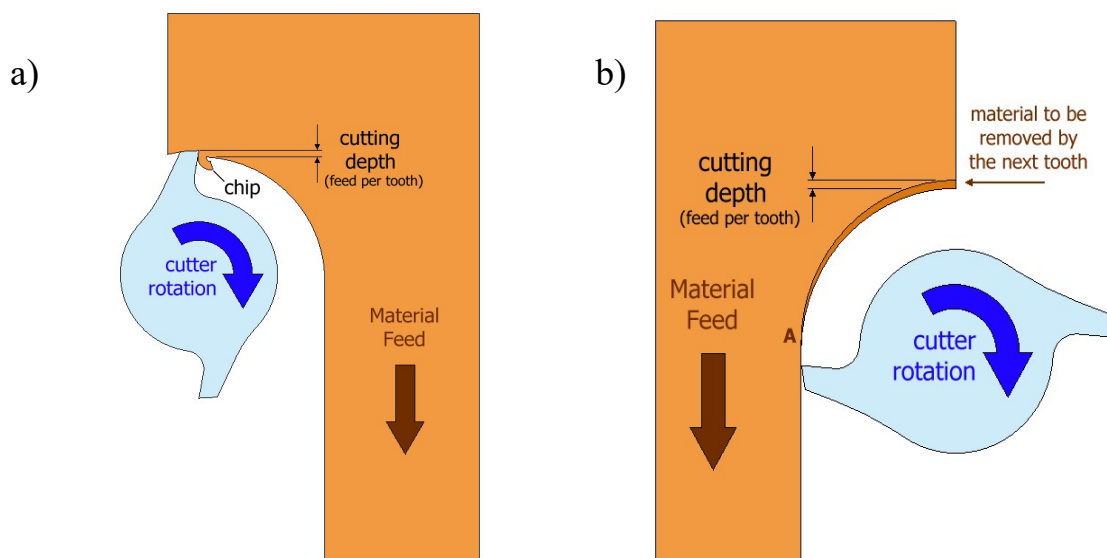 a)
cutting
depth
(feed per tooth)
chip
cutter
rotation
Material
Feed
b)
material to be
removed by
the next tooth
cutting
depth
(feed per tooth)
Material
Feed
A
cutter
rotation